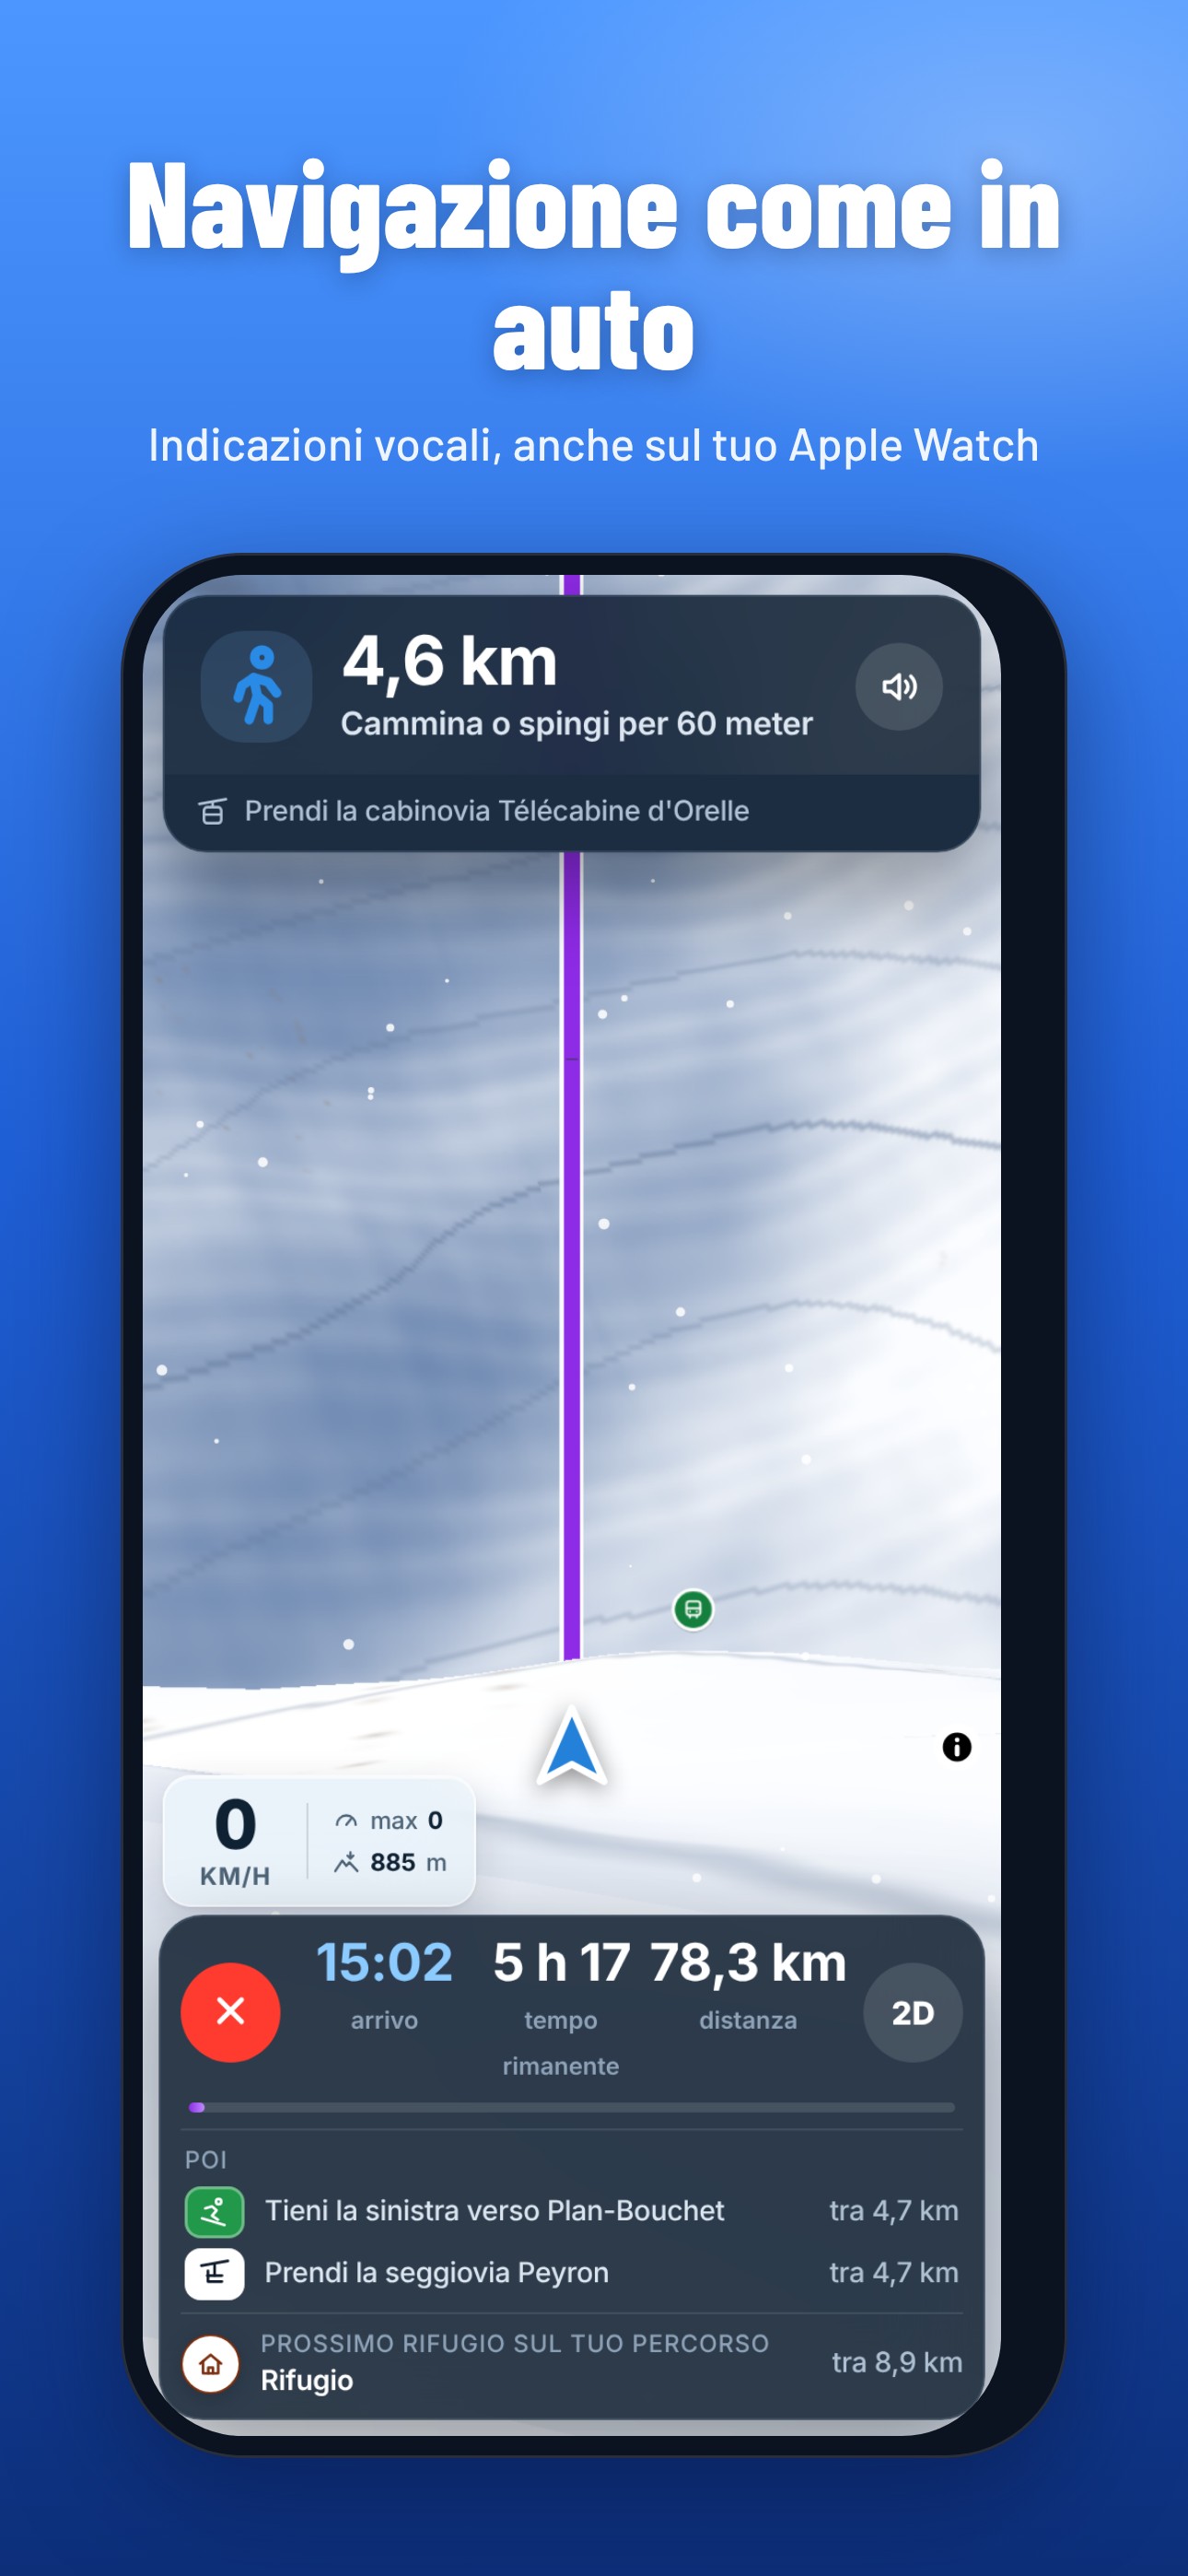 Navigazione come in
auto
Indicazioni vocali, anche sul tuo Apple Watch
4,6 km
Cammina o spingi per 60 meter
Prendi la cabinovia Télécabine d'Orelle
0
KM/H
max 0
885 m
15:02
arrivo
5 h 17
tempo
rimanente
78,3 km
distanza
2D
POI
Tieni la sinistra verso Plan-Bouchet tra 4,7 km
Prendi la seggiovia Peyron tra 4,7 km
PROSSIMO RIFUGIO SUL TUO PERCORSO
Rifugio
tra 8,9 km